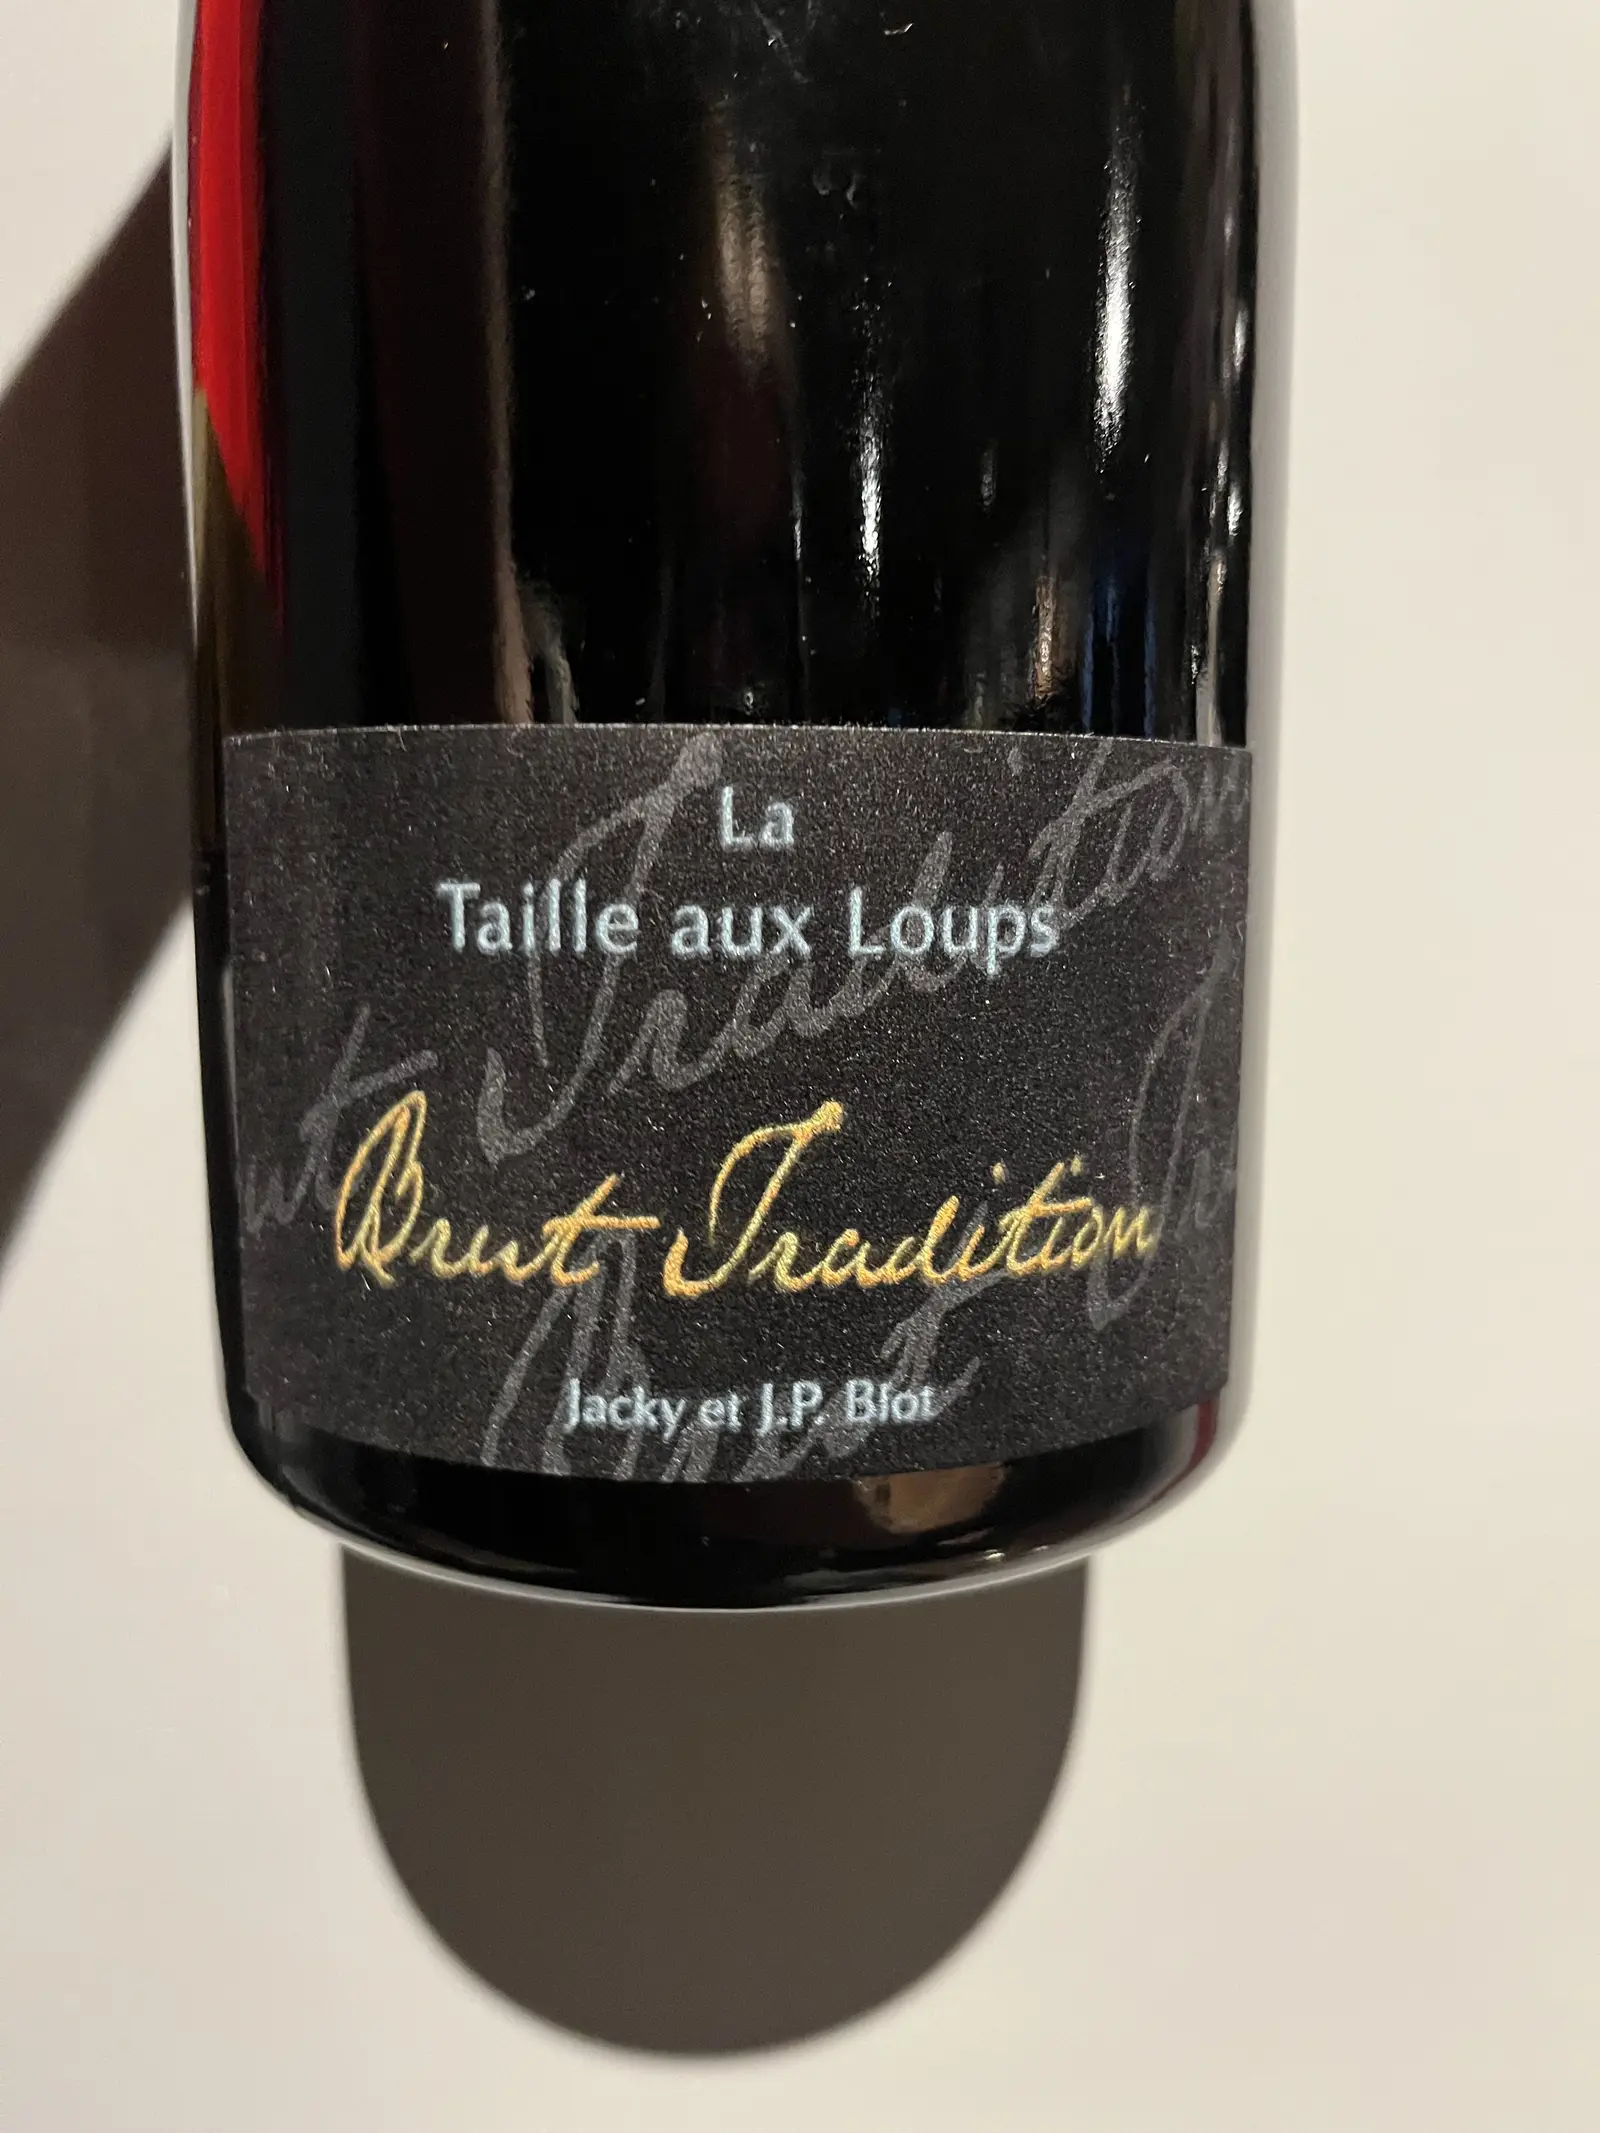 La
Taille aux Loups
Brut Tradition
Jacky et J.P. Blot